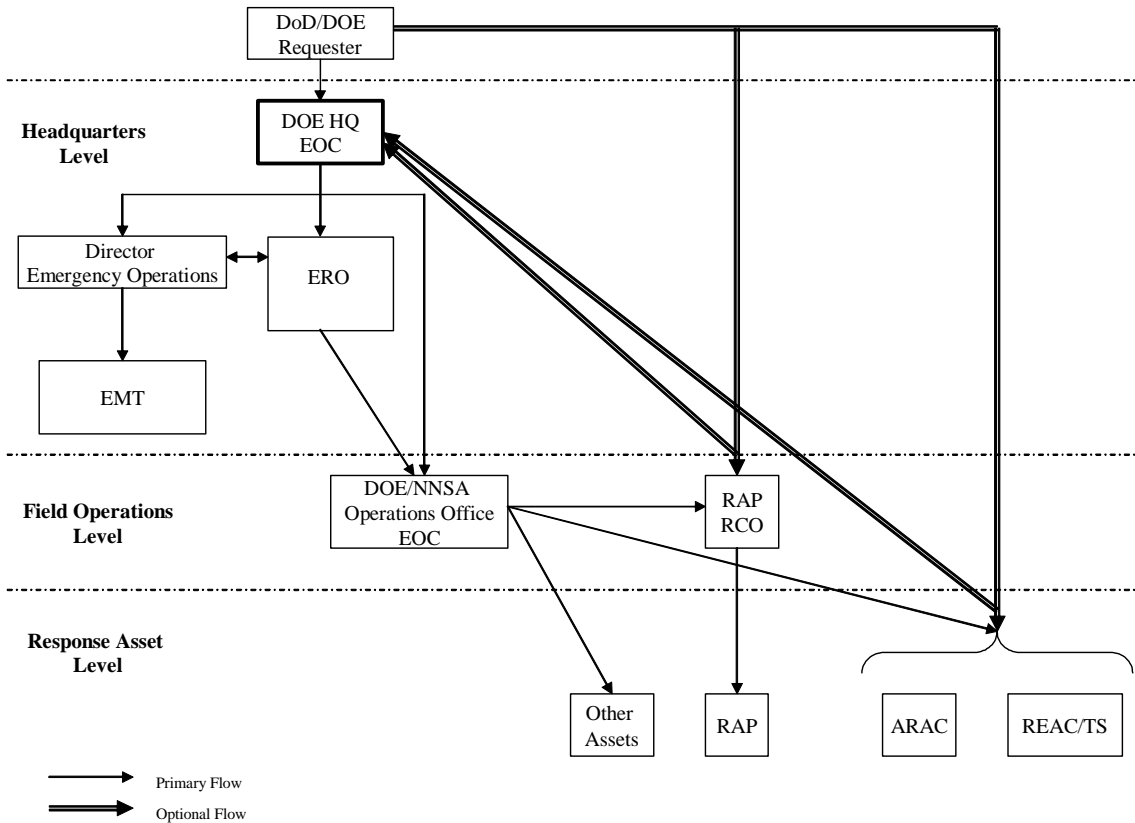 DoD/DOE
Requester
Headquarters
Level
DOE HQ
EOC
Director
Emergency Operations
ERO
EMT
Field Operations
Level
DOE/NNSA
Operations Office
EOC
RAP
RCO
Response Asset
Level
Other
Assets
RAP
ARAC
REAC/TS
Primary Flow
Optional Flow